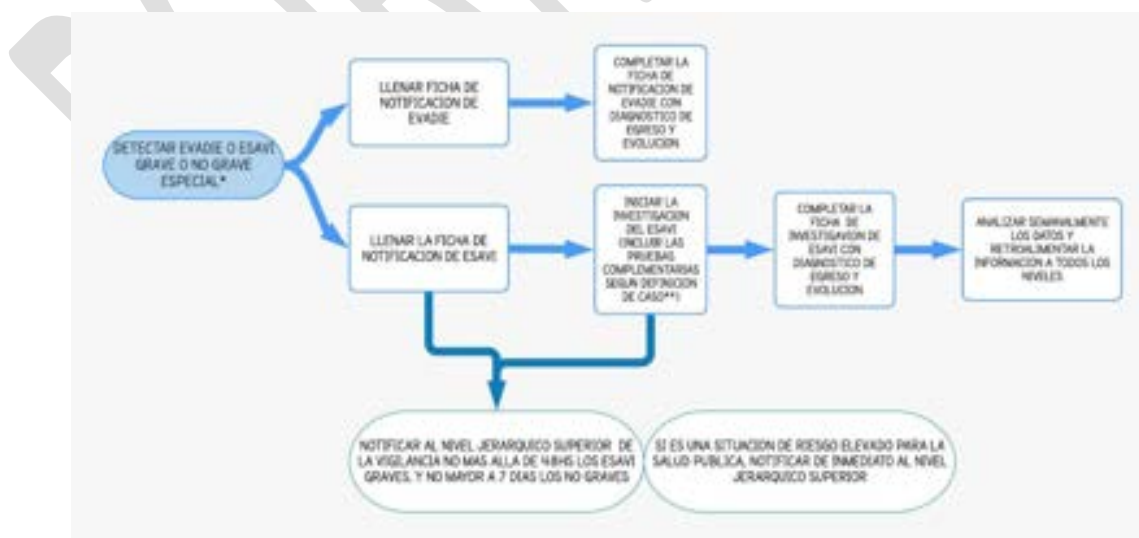 LLENAR FICHA DE
NOTIFICACION DE
EVADIE
COMPLETAR LA
FICHA DE
NOTIFICACION DE
EVADIE CON
DIAGNOSTICO DE
EGRESO Y
EVOLUCION
DETECTAR EVADIE O ESAVI
GRAVE O NO GRAVE
ESPECIAL*
LLENAR LA FICHA DE
NOTIFICACION DE ESAVI
INICIAR LA
INVESTIGACION
DEL ESAVI
(INCLUIR LAS
PRUEBAS
COMPLEMENTARIAS
SEGUN DEFINICION
DE CASO**)
COMPLETAR LA
FICHA DE
INVESTIGAVION DE
ESAVI CON
DIAGNOSTICO DE
EGRESO Y
EVOLUCION
ANALIZAR SEMANALMENTE
LOS DATOS Y
RETROALIMENTAR LA
INFORMACION A TODOS LOS
NIVELES
NOTIFICAR AL NIVEL JERARQUICO SUPERIOR DE
LA VIGILANCIA NO MAS ALLA DE 48HS LOS ESAVI
GRAVES, Y NO MAYOR A 7 DIAS LOS NO GRAVES
SI ES UNA SITUACION DE RIESGO ELEVADO PARA LA
SALUD PUBLICA, NOTIFICAR DE INMEDIATO AL NIVEL
JERARQUICO SUPERIOR